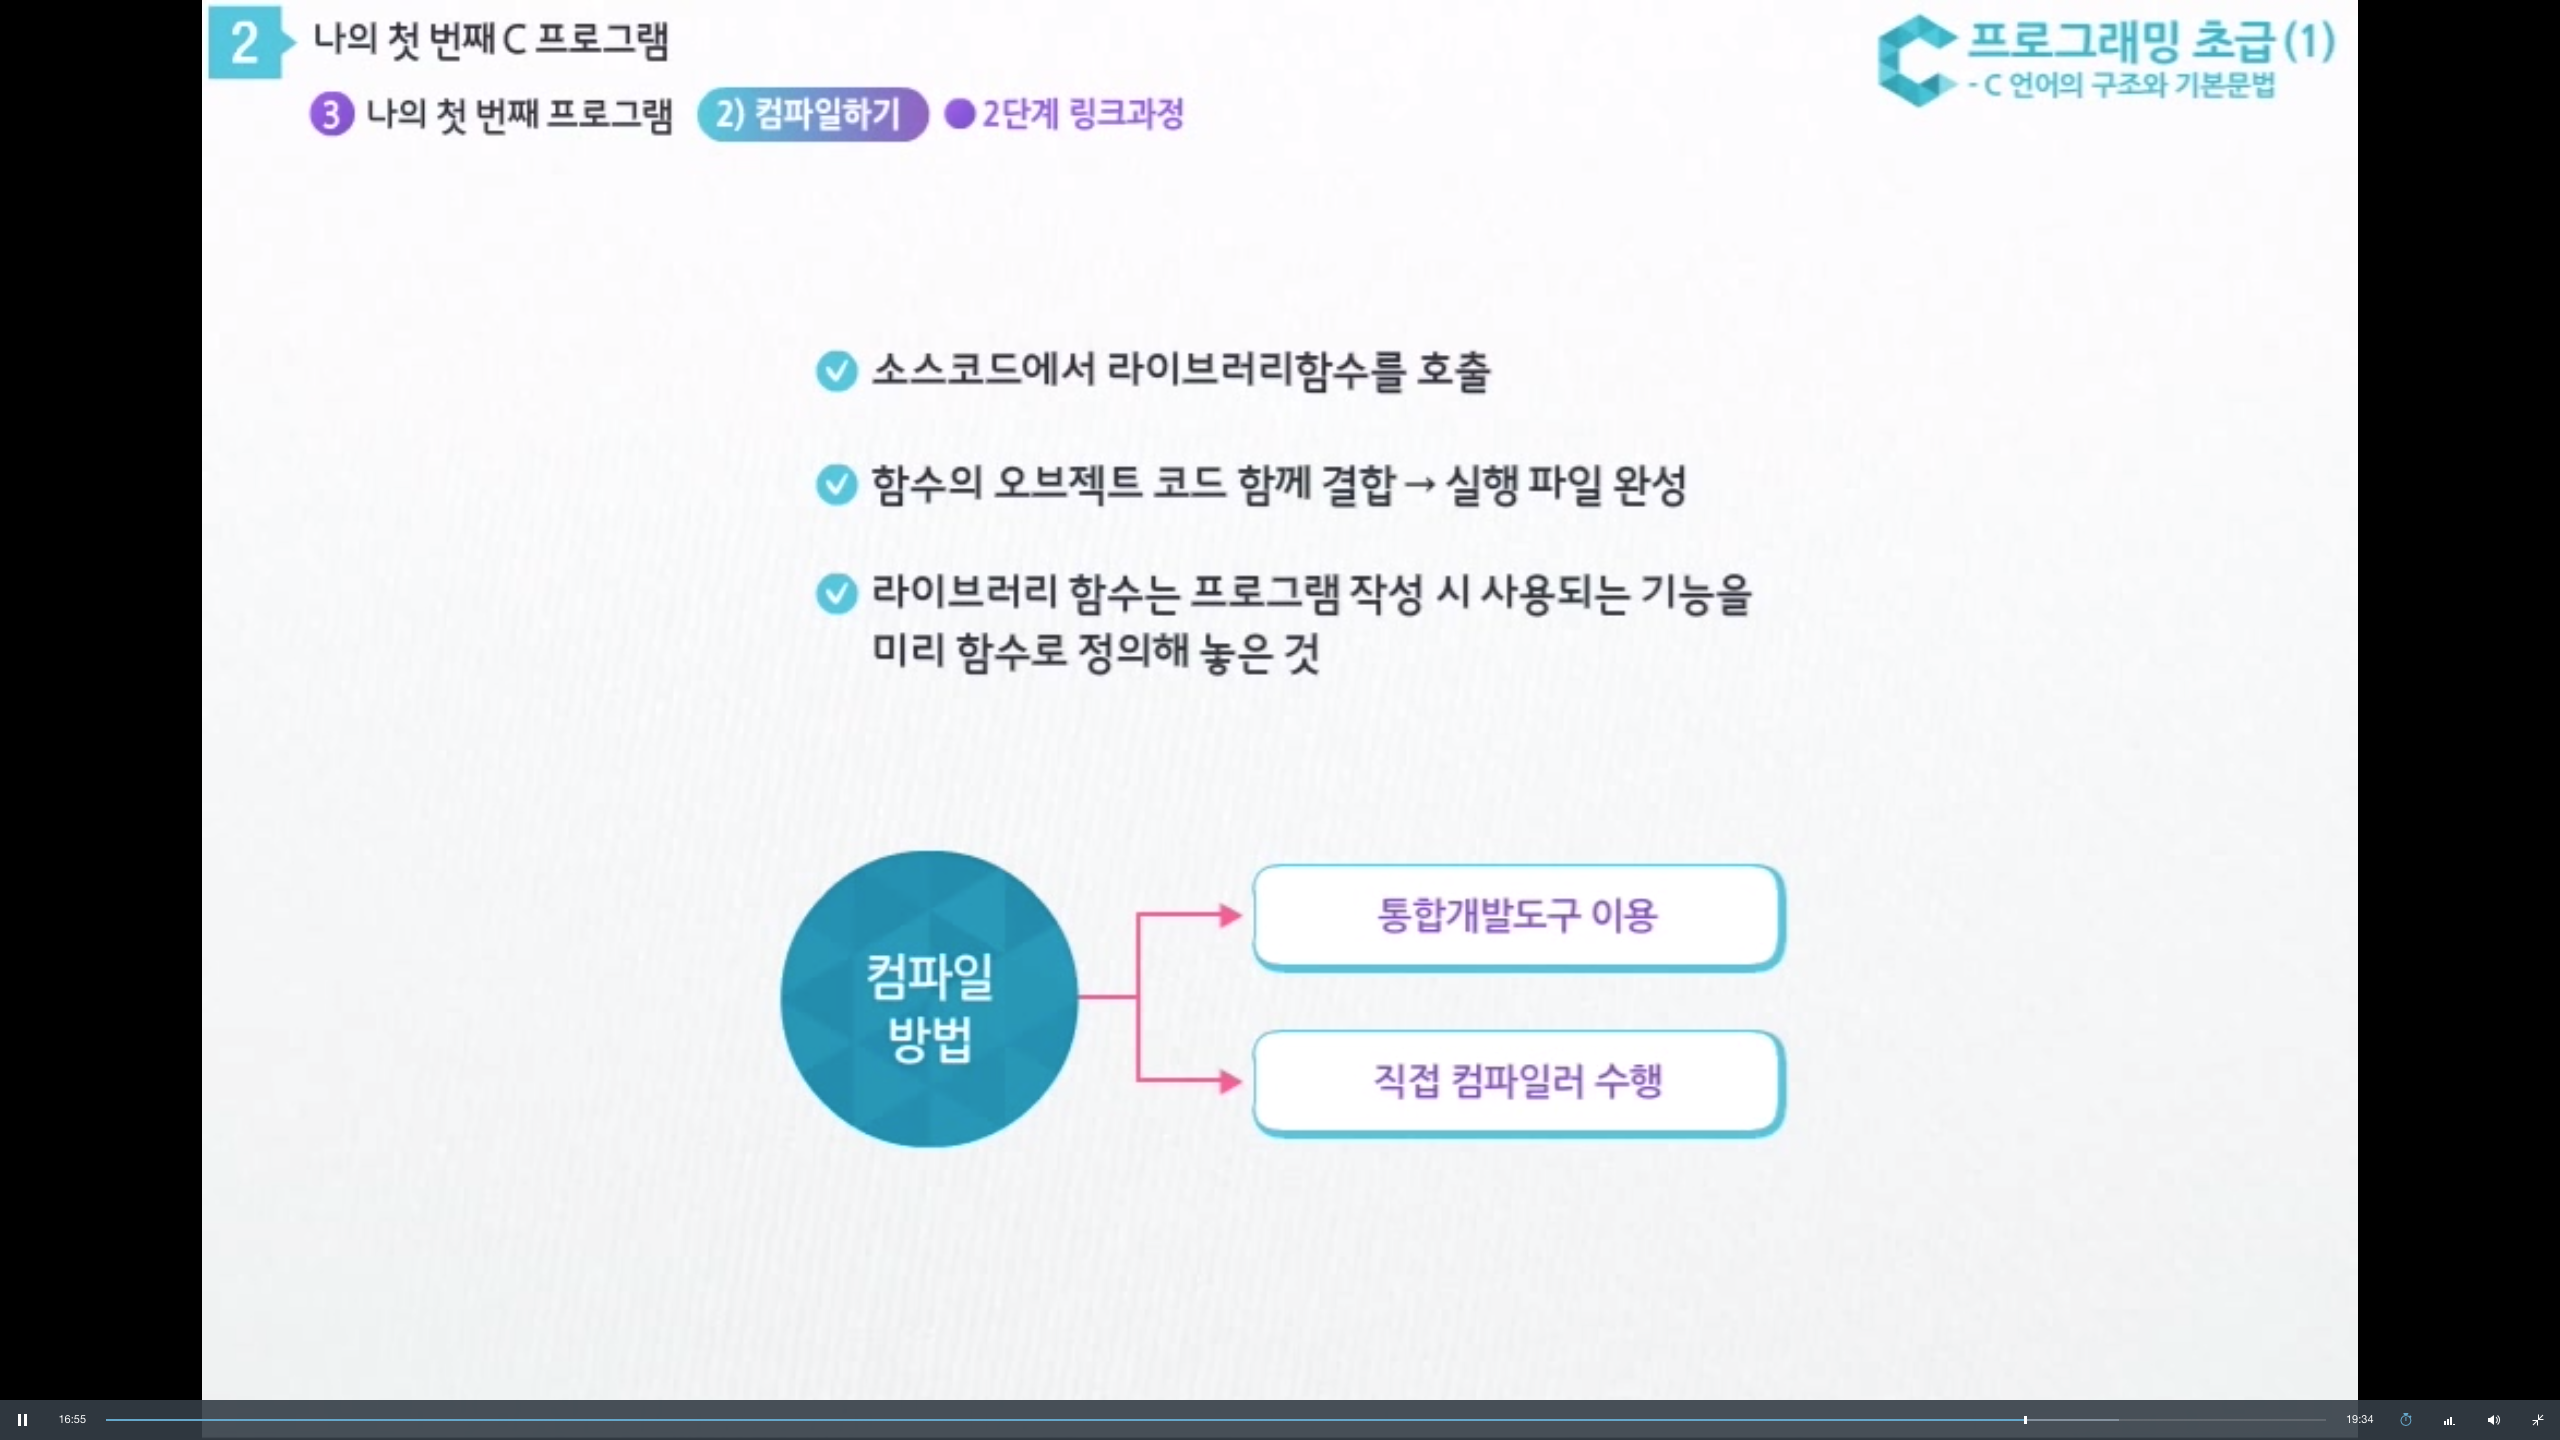 2
나의 첫 번째 C 프로그램
프로그래밍 초급(1)
- C 언어의 구조와 기본문법
3 나의 첫 번째 프로그램 2) 컴파일하기 2단계 링크과정
소스코드에서 라이브러리함수를 호출
함수의 오브젝트 코드 함께 결합 → 실행 파일 완성
라이브러리 함수는 프로그램 작성 시 사용되는 기능을
미리 함수로 정의해 놓은 것
컴파일
방법
통합개발도구 이용
직접 컴파일러 수행
16:55
19:34